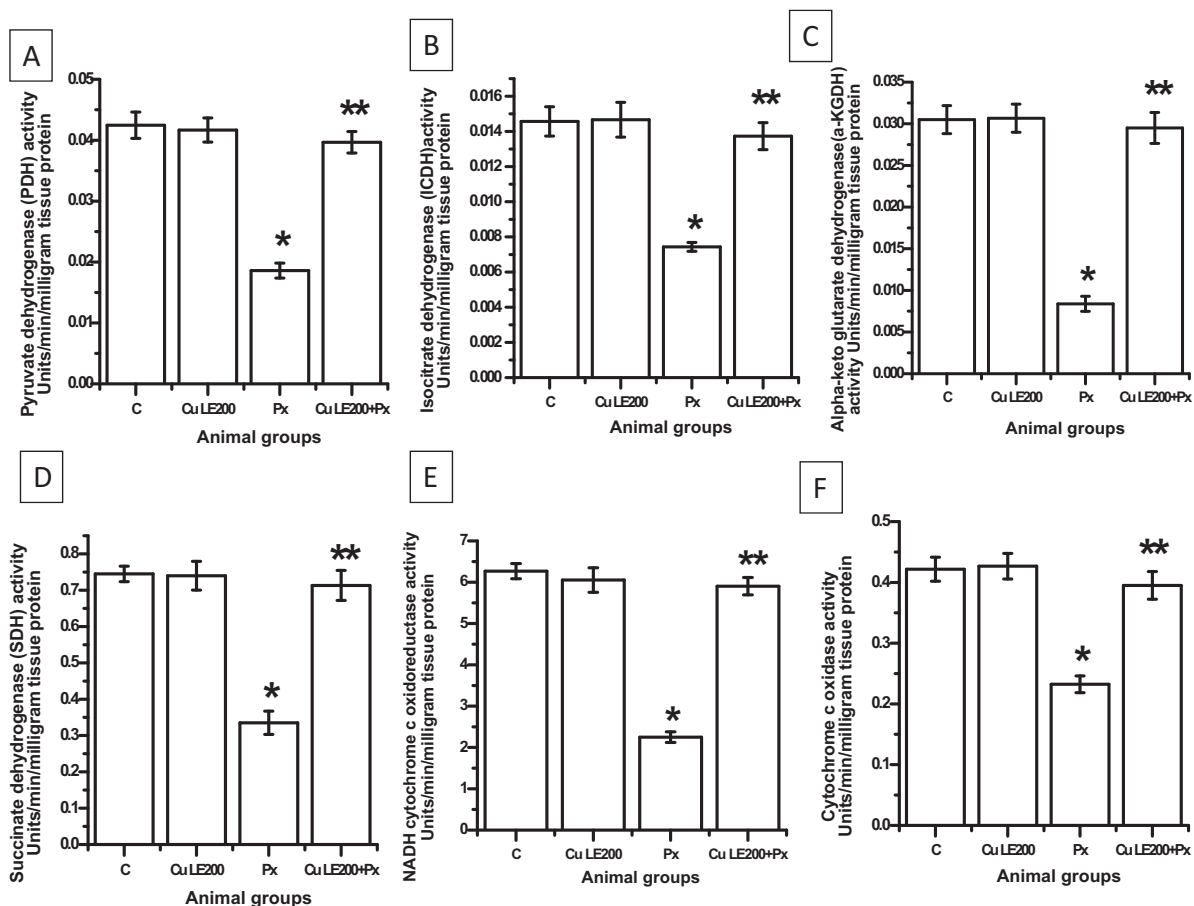 A
Pyruvate dehydrogenase (PDH) activity
Units/min/milligram tissue protein
0.05
0.04
0.03
0.02
0.01
0.00
*
**
C
Cu LE200
Px
Cu LE200+Px
Animal groups
B
Isocitrate dehydrogenase (ICDH)activity
Units/min/milligram tissue protein
0.016
0.014
0.012
0.010
0.008
0.006
0.004
0.002
0.000
*
**
C
Cu LE200
Px
Cu LE200+Px
Animal groups
C
Alpha-keto glutarate dehydrogenase(a-KGDH)
activity Units/min/milligram tissue protein
0.035
0.030
0.025
0.020
0.015
0.010
0.005
0.000
*
**
C
Cu LE200
Px
Cu LE200+Px
Animal groups
D
Succinate dehydrogenase (SDH) activity
Units/min/milligram tissue protein
0.8
0.7
0.6
0.5
0.4
0.3
0.2
0.1
0.0
*
**
C
Cu LE200
Px
Cu LE200+Px
Animal groups
E
NADH cytochrome c oxidoreductase activity
Units/min/milligram tissue protein
7
6
5
4
3
2
1
0
*
**
C
Cu LE200
Px
Cu LE200+Px
Animal groups
F
Cytochrome c oxidase activity
Units/min/milligram tissue protein
0.5
0.4
0.3
0.2
0.1
0.0
*
**
C
Cu LE200
Px
Cu LE200+Px
Animal groups